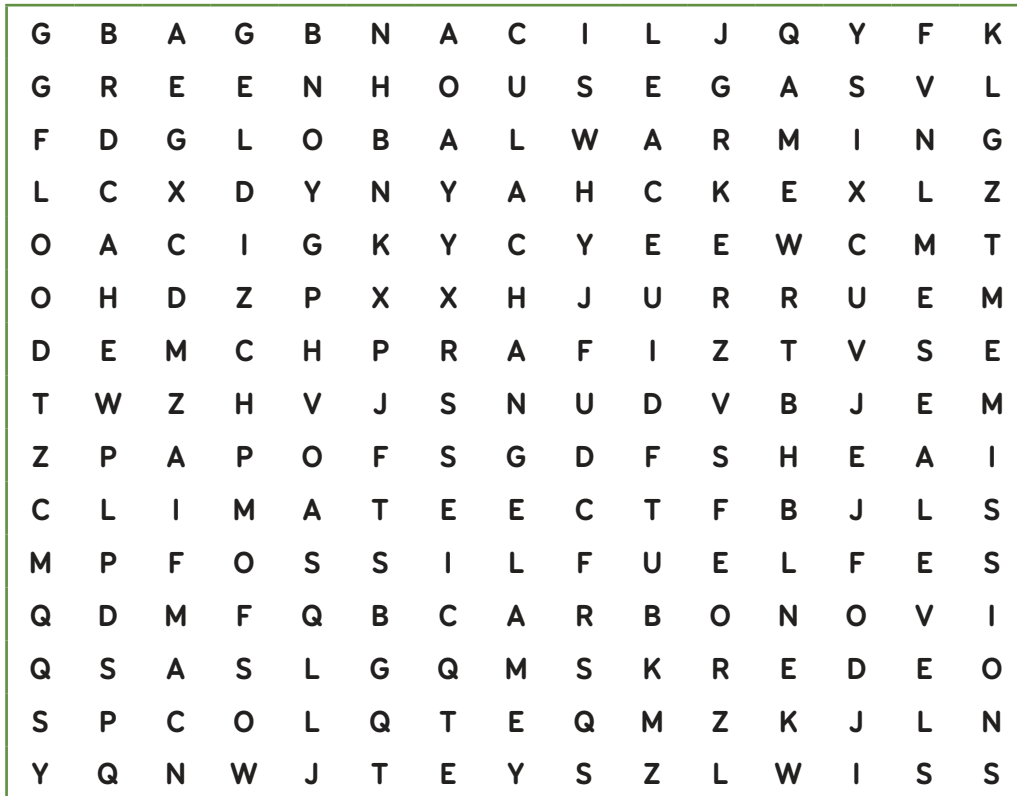 G B A G B N A C I L J Q Y F K
G R E E N H O U S E G A S V L
F D G L O B A L W A R M I N G
L C X D Y N Y A H C K E X L Z
O A C I G K Y C Y E E W C M T
O H D Z P X X H J U R R U E M
D E M C H P R A F I Z T V S E
T W Z H V J S N U D V B J E M
Z P A P O F S G D F S H E A I
C L I M A T E E C T F B J L S
M P F O S S I L F U E L F E S
Q D M F Q B C A R B O N O V I
Q S A S L G Q M S K R E D E O
S P C O L Q T E Q M Z K J L N
Y Q N W J T E Y S Z L W I S S